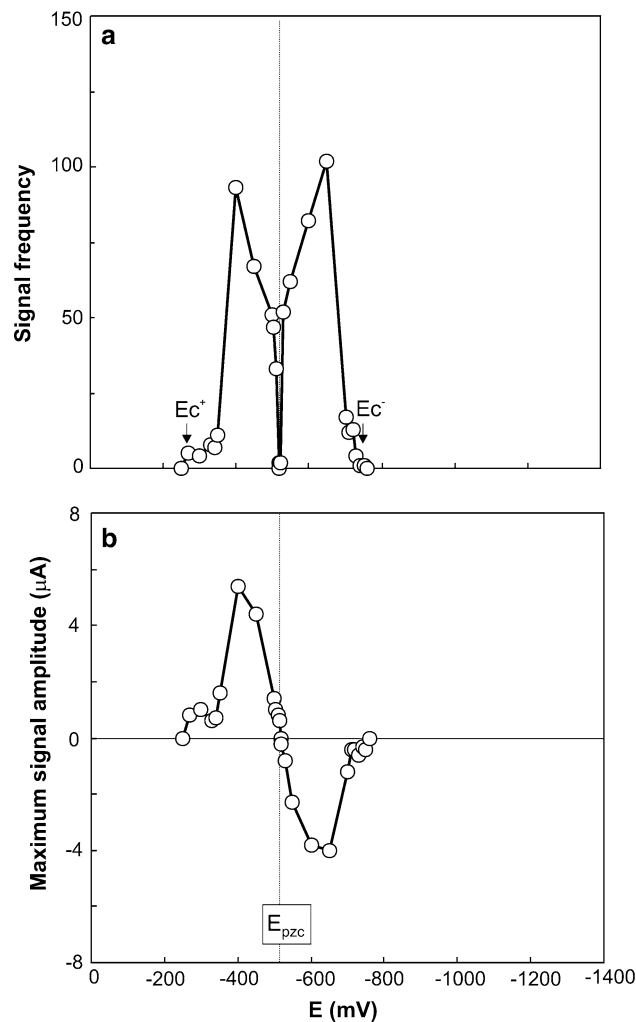 150
a
100
Signal frequency
50
Ec⁺
Ec⁻
0
8
b
4
Maximum signal amplitude (µA)
0
-4
E_pzc
-8
0 -200 -400 -600 -800 -1000 -1200 -1400
E (mV)